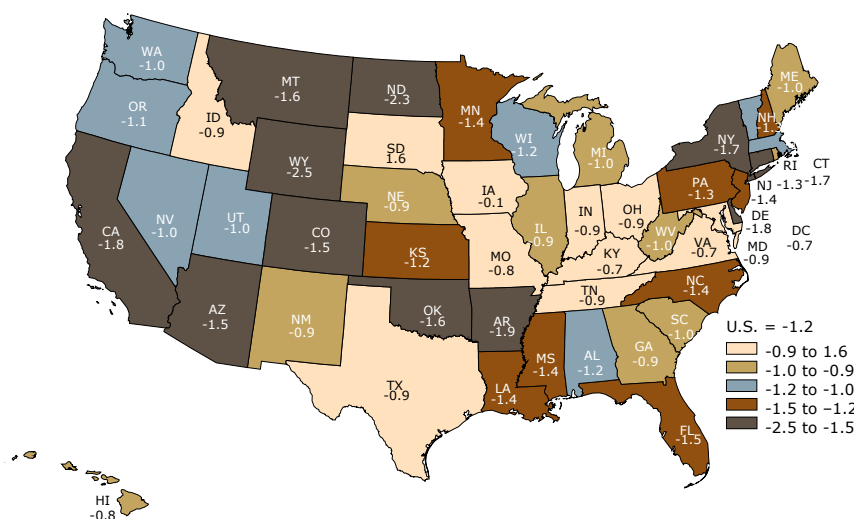 WA
-1.0
OR
-1.1
ID
-0.9
MT
-1.6
ND
-2.3
MN
-1.4
SD
1.6
WY
-2.5
WI
-1.2
MI
-1.0
ME
-1.0
NH
-1.3
NY
-1.7
RI
-1.3
CT
-1.7
NJ
-1.4
DE
-1.8
MD
-0.9
DC
-0.7
PA
-1.3
CA
-1.8
NV
-1.0
UT
-1.0
CO
-1.5
NE
-0.9
IA
-0.1
IL
0.9
IN
-0.9
OH
-0.9
WV
-1.0
VA
-0.7
KY
-0.7
KS
-1.2
MO
-0.8
TN
-0.9
NC
-1.4
SC
-1.0
AZ
-1.5
NM
-0.9
OK
-1.6
AR
-1.9
MS
-1.4
AL
-1.2
GA
-0.9
TX
-0.9
LA
-1.4
FL
-1.5
HI
-0.8
U.S. = -1.2
-0.9 to 1.6
-1.0 to -0.9
-1.2 to -1.0
-1.5 to -1.2
-2.5 to -1.5